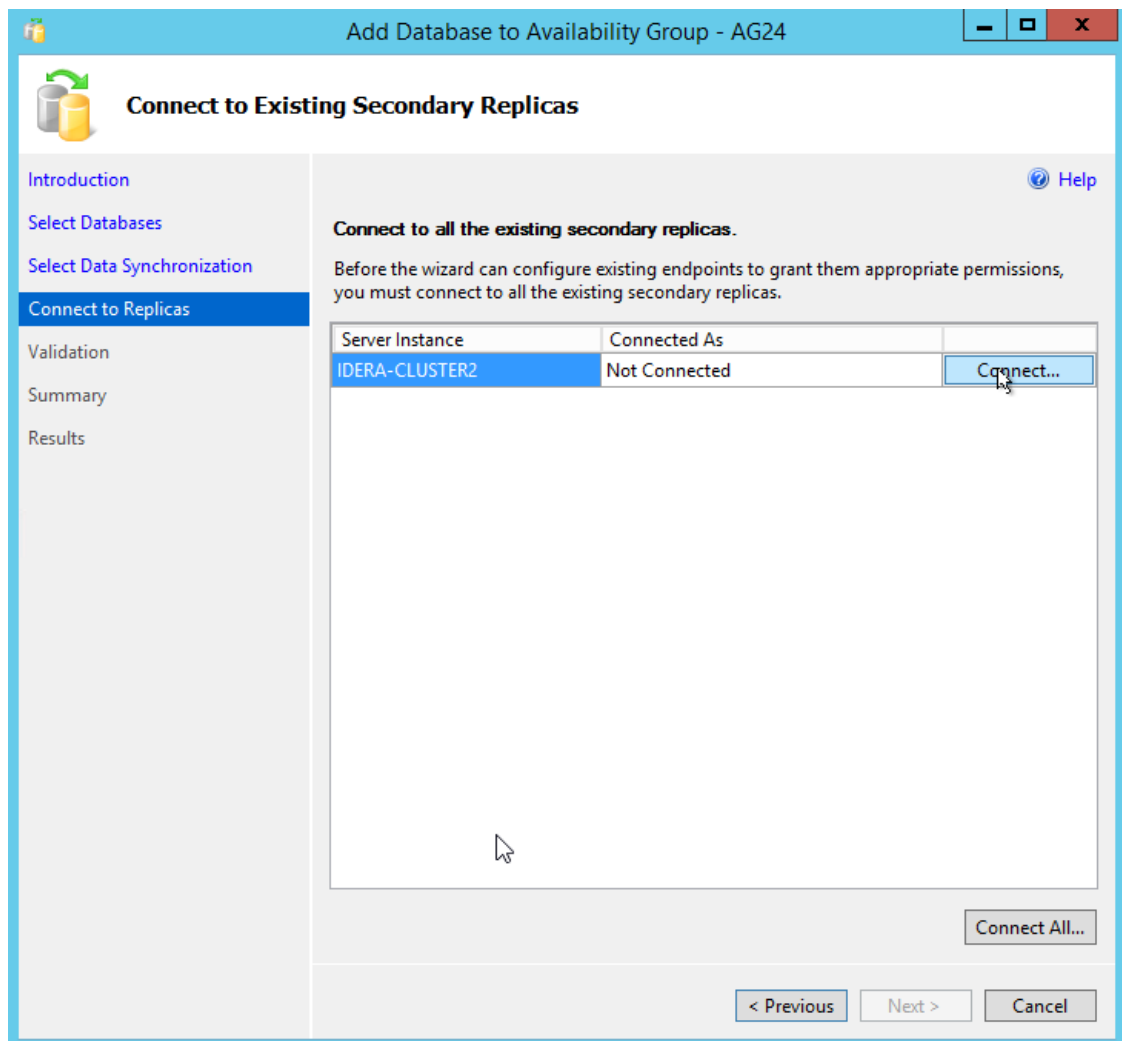 Add Database to Availability Group - AG24
Connect to Existing Secondary Replicas
Introduction
Select Databases
Select Data Synchronization
Connect to Replicas
Validation
Summary
Results
Help
Connect to all the existing secondary replicas.
Before the wizard can configure existing endpoints to grant them appropriate permissions,
you must connect to all the existing secondary replicas.
Server Instance Connected As
IDERA-CLUSTER2 Not Connected Connect...
Connect All...
< Previous Next > Cancel